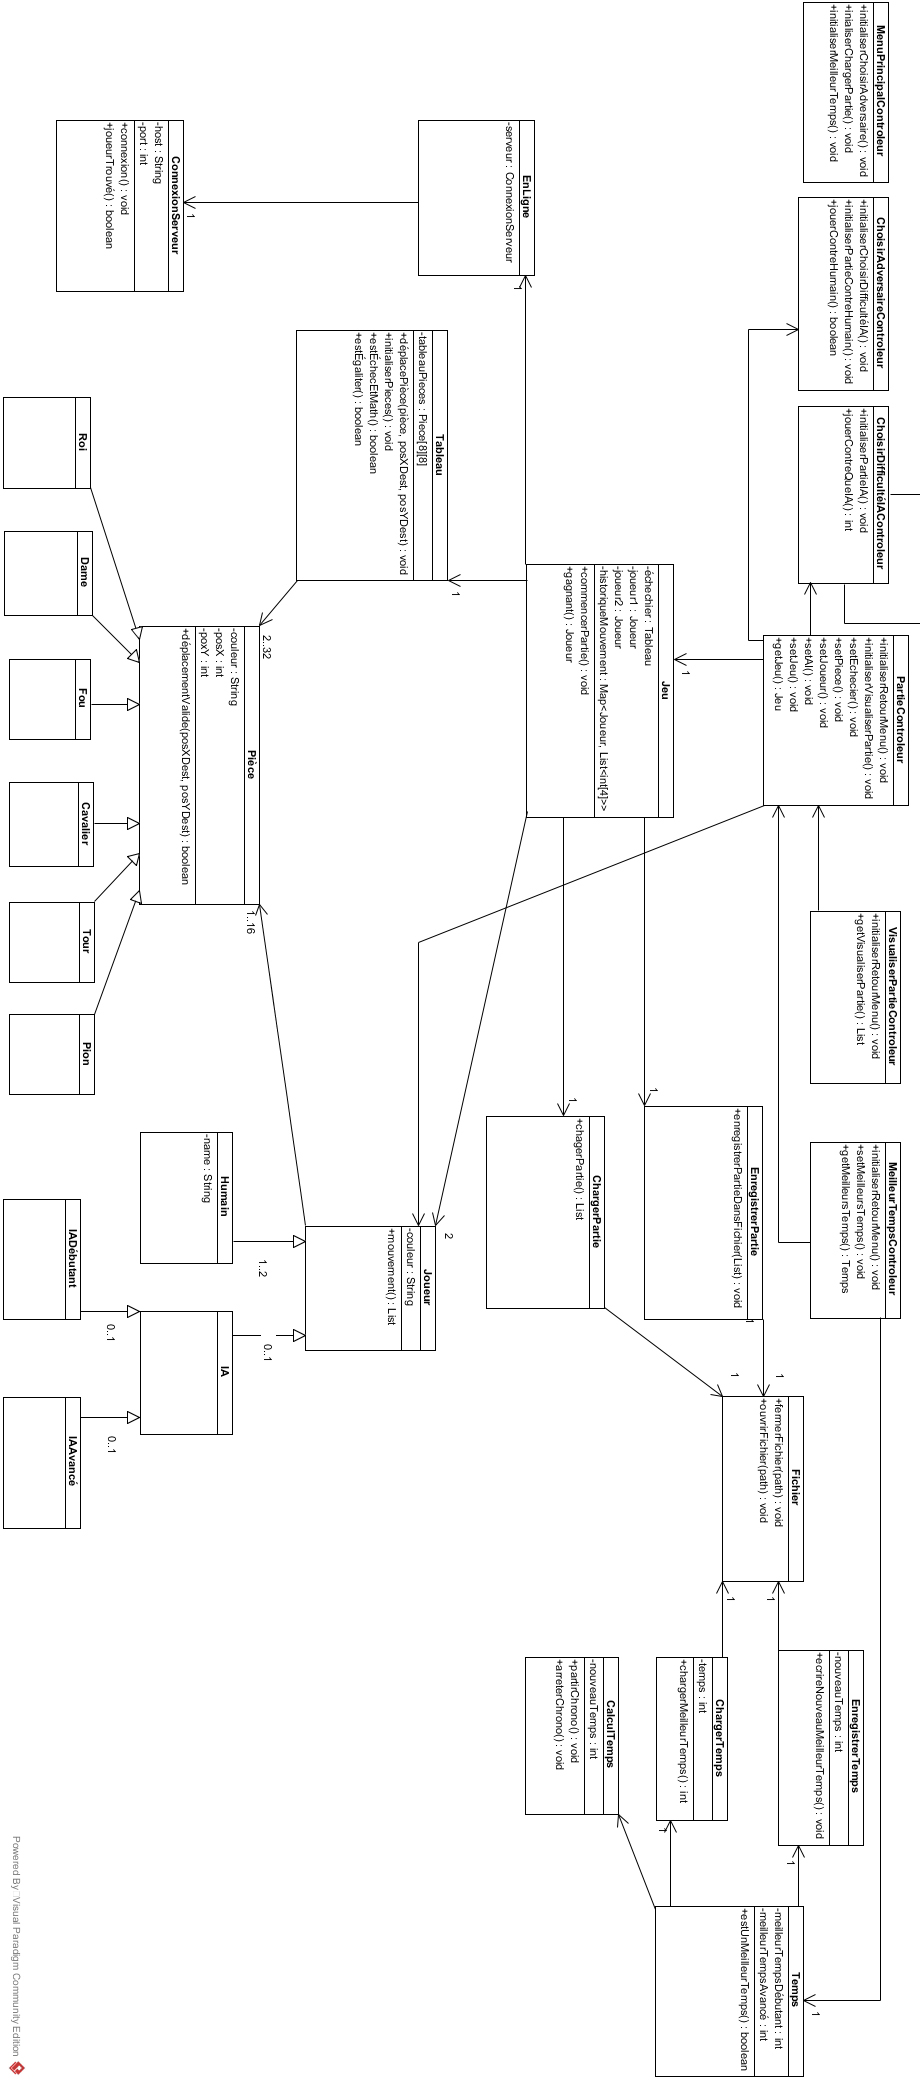 MenuPrincipalControleur
+initialiserChoisirAdversaire() : void
+inialiserChargerPartie() : void
+initialiserMeilleurTemps() : void
ChoisirAdversaireControleur
+initialiserChoisirDifficultéIA() : void
+initialiserPartieContreHumain() : void
+jouerContreHumain() : boolean
ChoisirDifficultéIAControleur
+initialiserPartieIA() : void
+jouerContreQueIA() : int
PartieControleur
+initialiserRetourMenu() : void
+initialiserVisualiserPartie() : void
+setEchecier() : void
+setPiece() : void
+setJoueur() : void
+setAI() : void
+setJeu() : void
+getJeu() : Jeu
VisualiserPartieControleur
+initialiserRetourMenu() : void
+getVisualiserPartie() : List
MeilleurTempsControleur
+initialiserRetourMenu() : void
+setMeilleursTemps() : void
+getMeilleursTemps() : Temps
EnLigne
-serveur : ConnexionServeur
1
ConnexionServeur
-host : String
-port : int
+connexion() : void
+joueurTrouvé() : boolean
1
Jeu
-échechier : Tableau
-joueur1 : Joueur
-joueur2 : Joueur
-historiqueMouvement : Map<Joueur, List<int[4]>>
+commencerPartie() : void
+gagnant() : Joueur
1
Tableau
-tableauPieces : Piece[8][8]
+déplacePièce(pièce, posXDest, posYDest) : void
+initialiserPieces() : void
+estÉchecEtMath() : boolean
+estÉgaliter() : boolean
1
Pièce
-couleur : String
-posX : int
-poxY : int
+déplacementValide(posXDest, posYDest) : boolean
2..32
1..16
Roi
Dame
Fou
Cavalier
Tour
Pion
EnregistrerPartie
+enregistrerPartieDansFichier(List) : void
1
1
ChargerPartie
+chagerPartie() : List
1
Joueur
-couleur : String
+mouvement() : List
2
Humain
-name : String
1..2
IA
0..1
IADébutant
0..1
IAAvancé
0..1
Fichier
+fermerFichier(path) : void
+ouvrirFichier(path) : void
1
1
1
1
EnregistrerTemps
-nouveauTemps : int
+ecrireNouveauMeilleurTemps() : void
1
ChargerTemps
-temps : int
+chargerMeilleurTemps() : int
1
CalculTemps
-nouveauTemps : int
+partirChrono() : void
+arreterChrono() : void
Temps
-meilleurTempsDébutant : int
-meilleurTempsAvancé : int
+estUnMeilleurTemps() : boolean
1
Powered By Visual Paradigm Community Edition